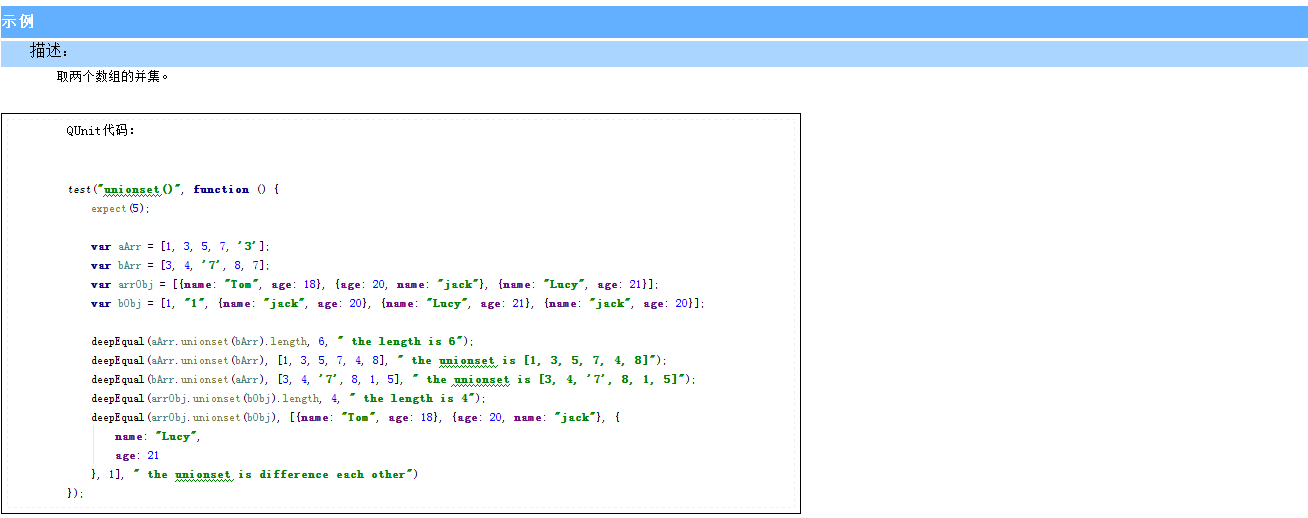 示例
描述：
取两个数组的并集。
QUnit代码：
test("unionset()", function () {
expect(5);
var aArr = [1, 3, 5, 7, '3'];
var bArr = [3, 4, '7', 8, 7];
var arrObj = [{name: "Tom", age: 18}, {age: 20, name: "jack"}, {name: "Lucy", age: 21}];
var bObj = [1, "1", {name: "jack", age: 20}, {name: "Lucy", age: 21}, {name: "jack", age: 20}];
deepEqual(aArr.unionset(bArr).length, 6, " the length is 6");
deepEqual(aArr.unionset(bArr), [1, 3, 5, 7, 4, 8], " the unionset is [1, 3, 5, 7, 4, 8]");
deepEqual(bArr.unionset(aArr), [3, 4, '7', 8, 1, 5], " the unionset is [3, 4, '7', 8, 1, 5]");
deepEqual(arrObj.unionset(bObj).length, 4, " the length is 4");
deepEqual(arrObj.unionset(bObj), [{name: "Tom", age: 18}, {age: 20, name: "jack"}, {
name: "Lucy",
age: 21
}, 1], " the unionset is difference each other")
});